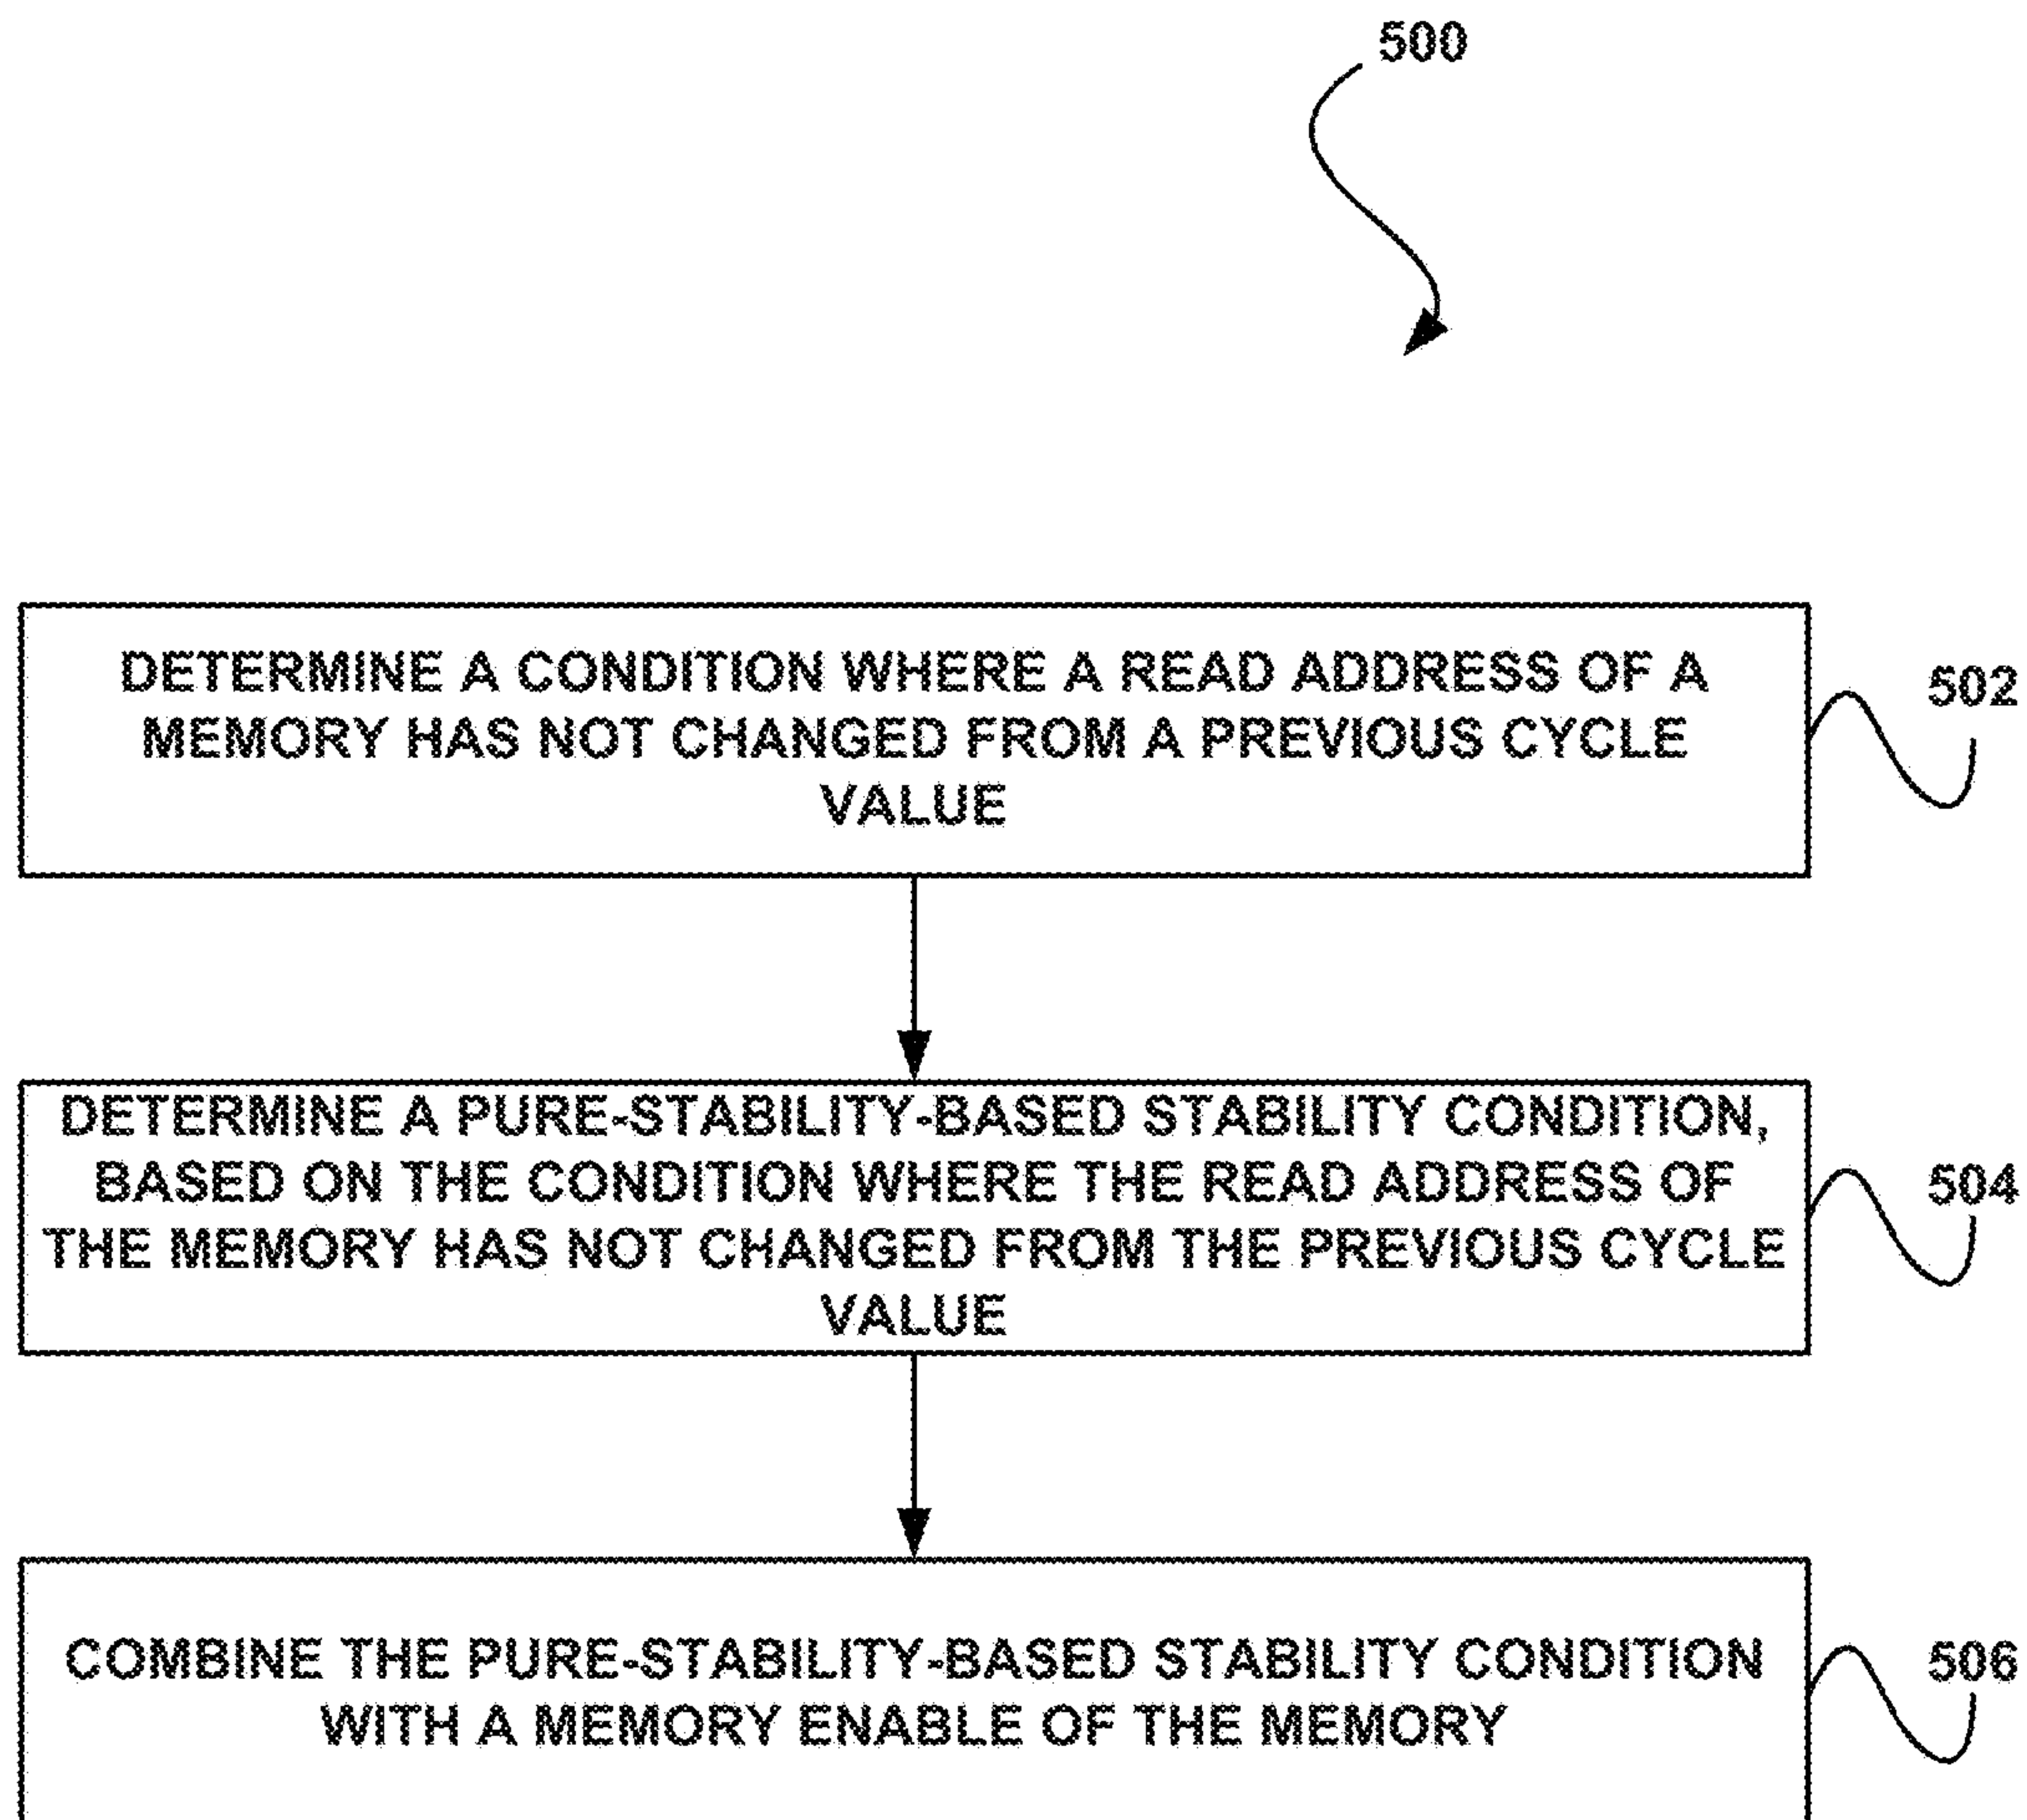 500
DETERMINE A CONDITION WHERE A READ ADDRESS OF A
MEMORY HAS NOT CHANGED FROM A PREVIOUS CYCLE
VALUE
502
DETERMINE A PURE-STABILITY-BASED STABILITY CONDITION,
BASED ON THE CONDITION WHERE THE READ ADDRESS OF
THE MEMORY HAS NOT CHANGED FROM THE PREVIOUS CYCLE
VALUE
504
COMBINE THE PURE-STABILITY-BASED STABILITY CONDITION
WITH A MEMORY ENABLE OF THE MEMORY
506